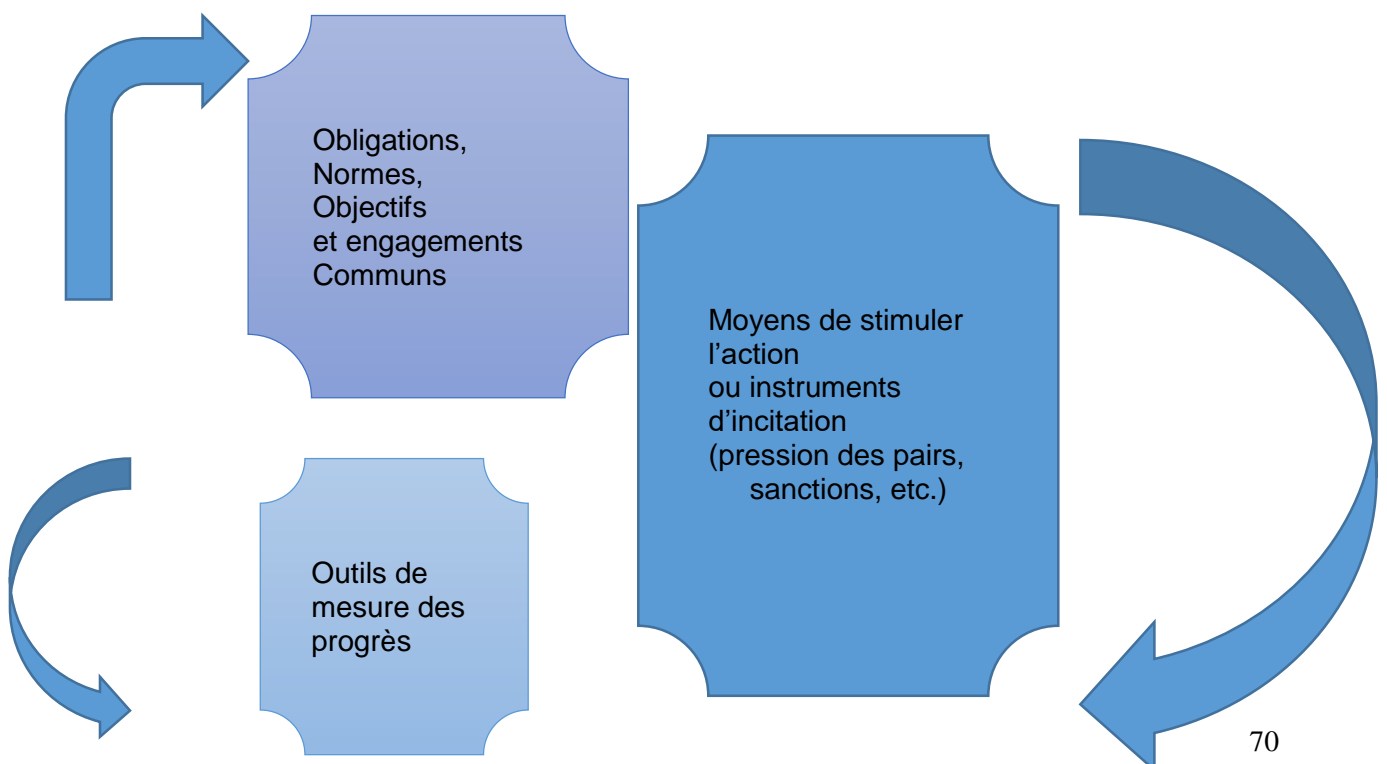 Obligations,
Normes,
Objectifs
et engagements
Communs
Moyens de stimuler
l’action
ou instruments
d’incitation
(pression des pairs,
sanctions, etc.)
Outils de
mesure des
progrès
70